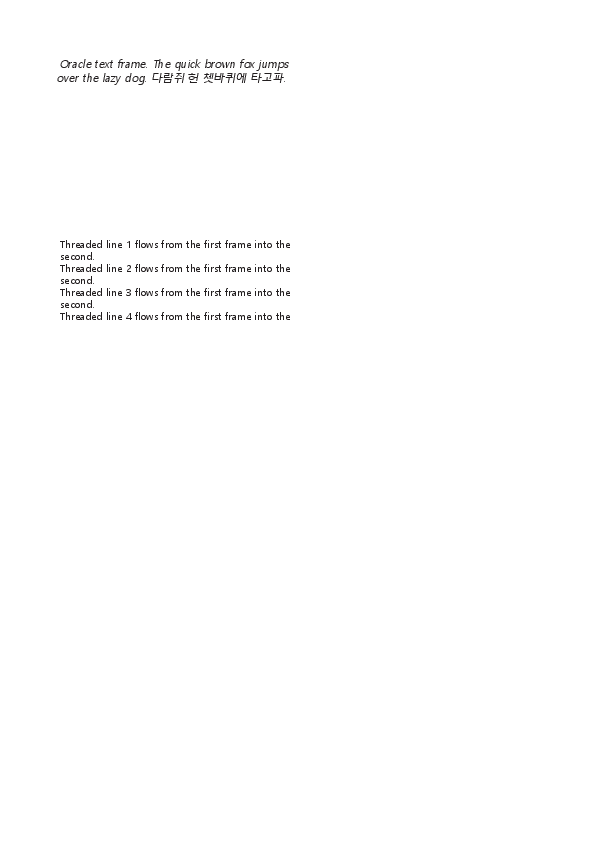 Oracle text frame. The quick brown fox jumps
over the lazy dog. 다람쥐 헌 쳇바퀴에 타고파.
Threaded line 1 flows from the first frame into the
second.
Threaded line 2 flows from the first frame into the
second.
Threaded line 3 flows from the first frame into the
second.
Threaded line 4 flows from the first frame into the